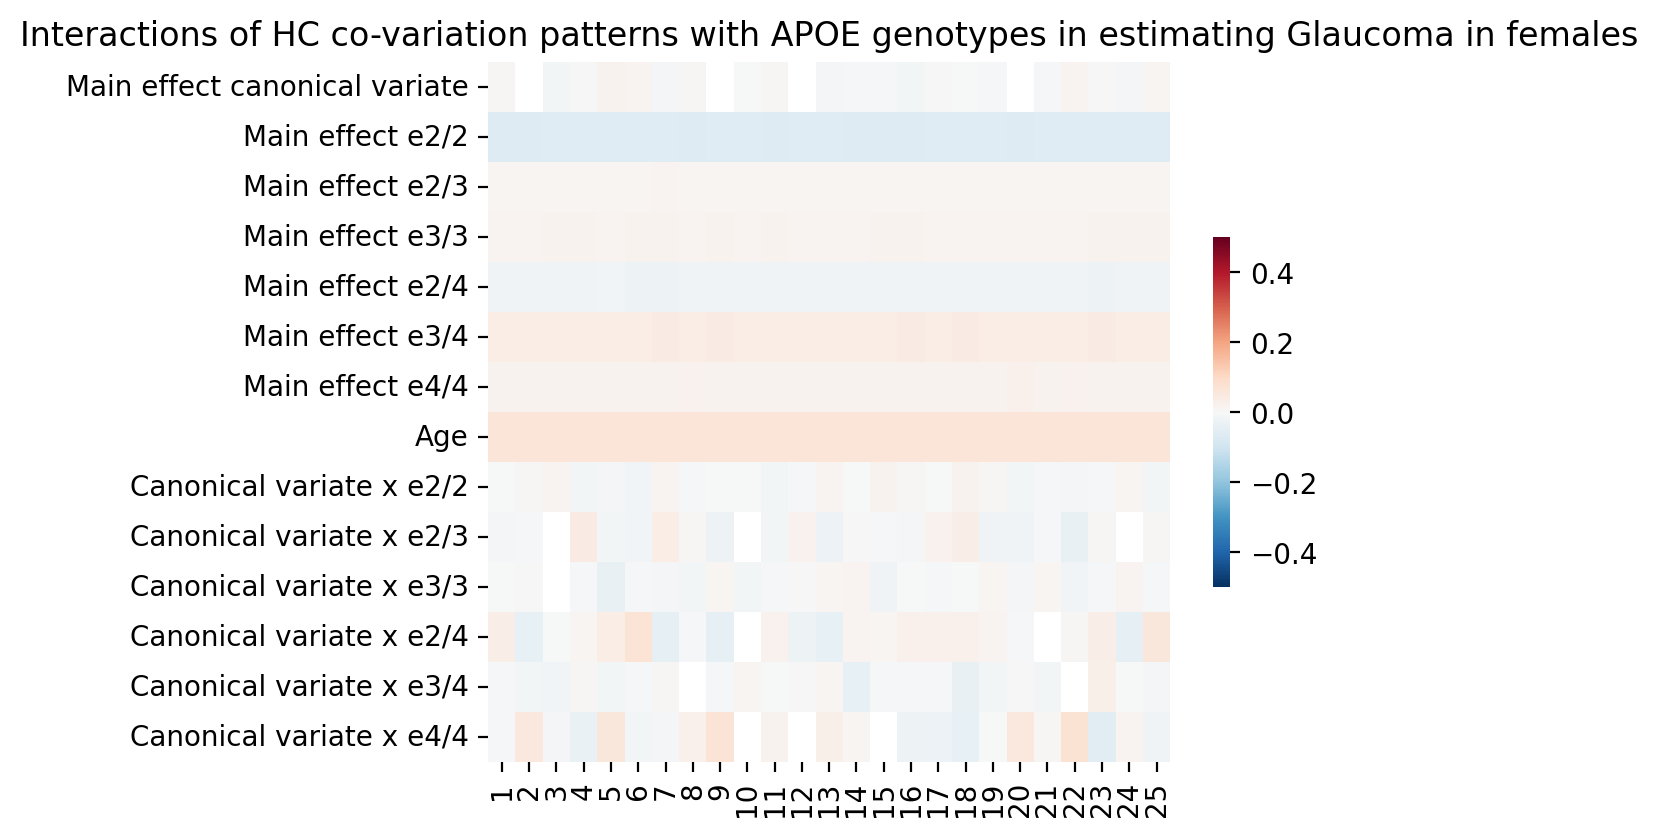 Interactions of HC co-variation patterns with APOE genotypes in estimating Glaucoma in females
Main effect canonical variate
Main effect e2/2
Main effect e2/3
Main effect e3/3
Main effect e2/4
Main effect e3/4
Main effect e4/4
Age
Canonical variate x e2/2
Canonical variate x e2/3
Canonical variate x e3/3
Canonical variate x e2/4
Canonical variate x e3/4
Canonical variate x e4/4
1 2 3 4 5 6 7 8 9 10 11 12 13 14 15 16 17 18 19 20 21 22 23 24 25
0.4
0.2
0.0
−0.2
−0.4